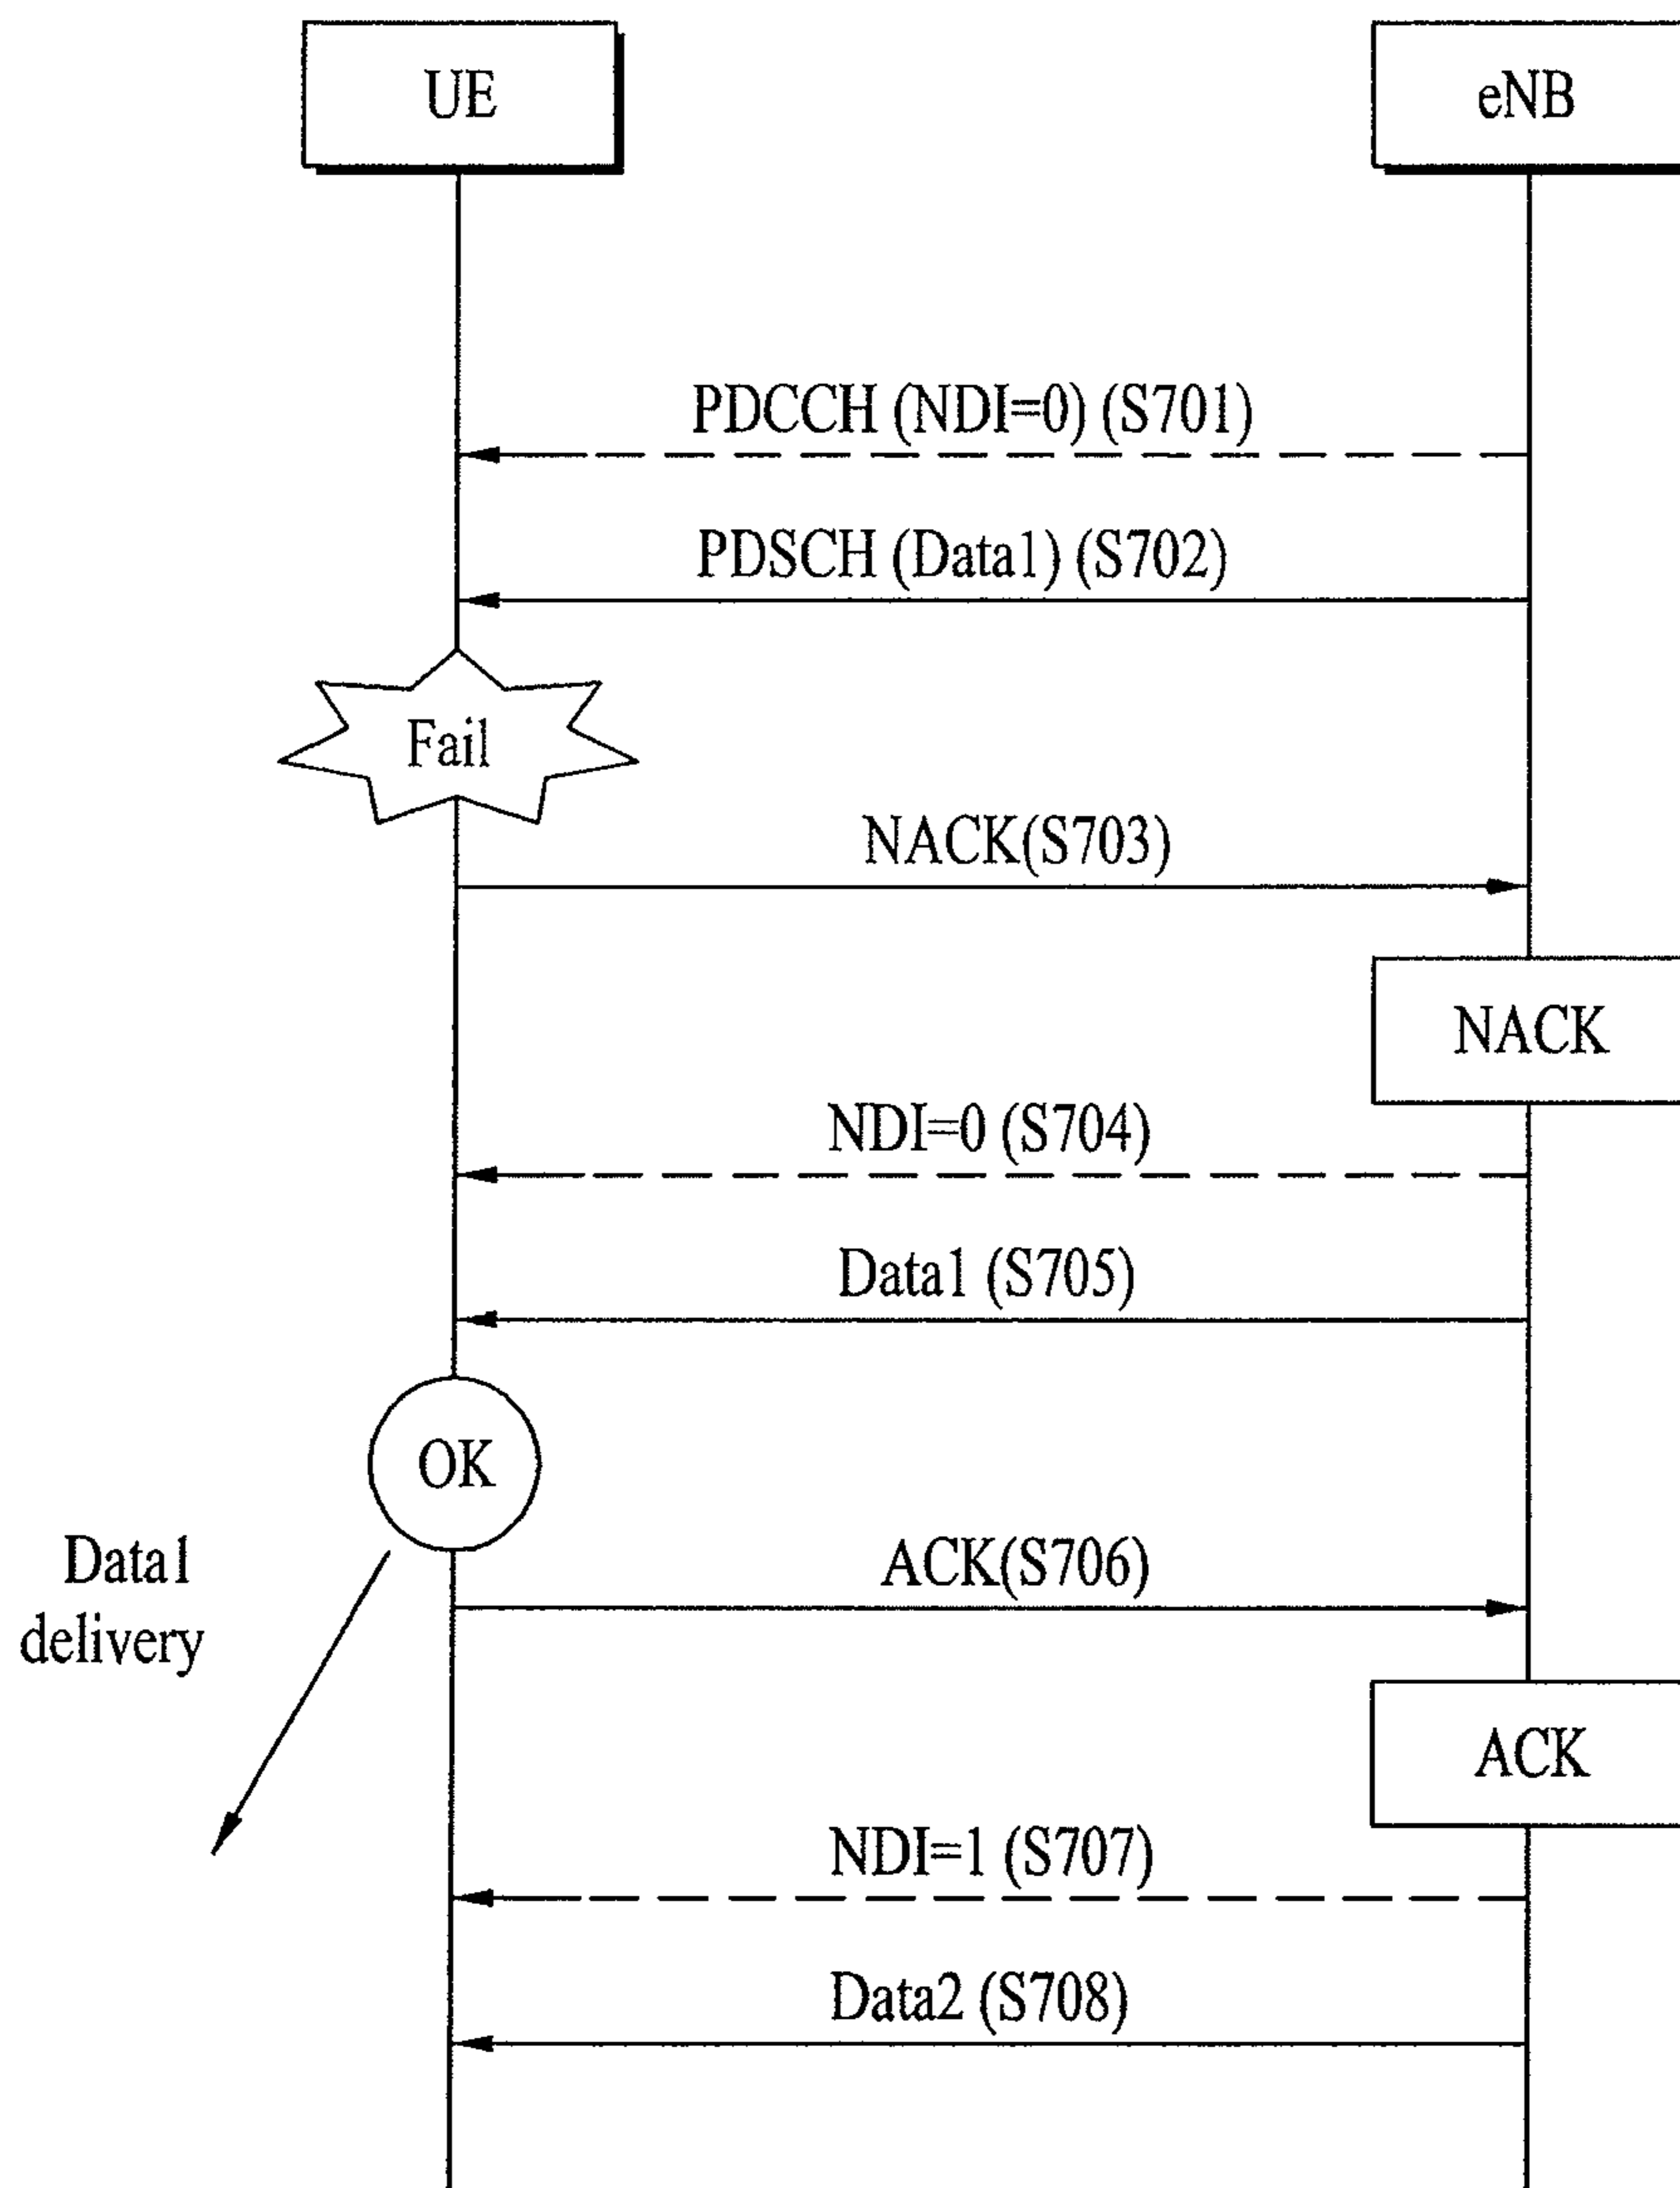 UE
eNB
PDCCH (NDI=0) (S701)
PDSCH (Data1) (S702)
Fail
NACK(S703)
NACK
NDI=0 (S704)
Data1 (S705)
OK
Data1
delivery
ACK(S706)
ACK
NDI=1 (S707)
Data2 (S708)